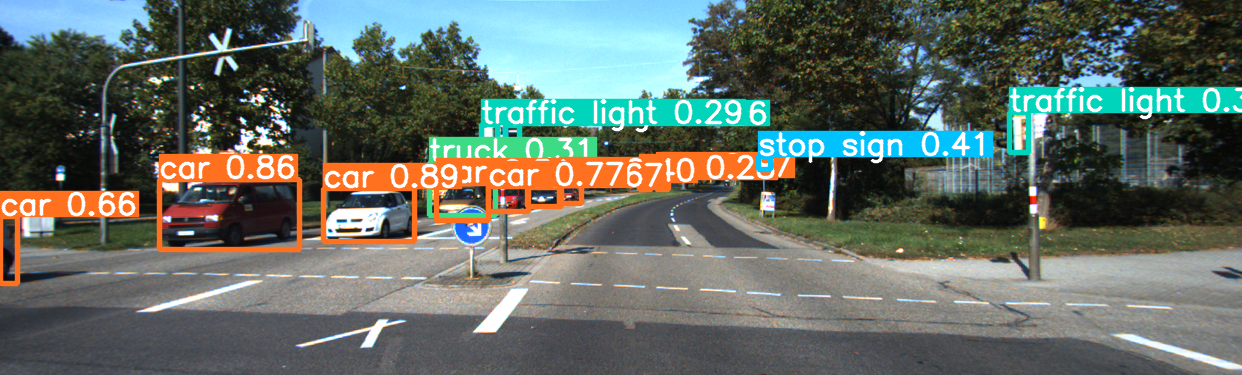 traffic light 0.296
traffic light 0.3
truck 0.31
stop sign 0.41
car 0.86
car 0.89
car 0.7767
car 0.66